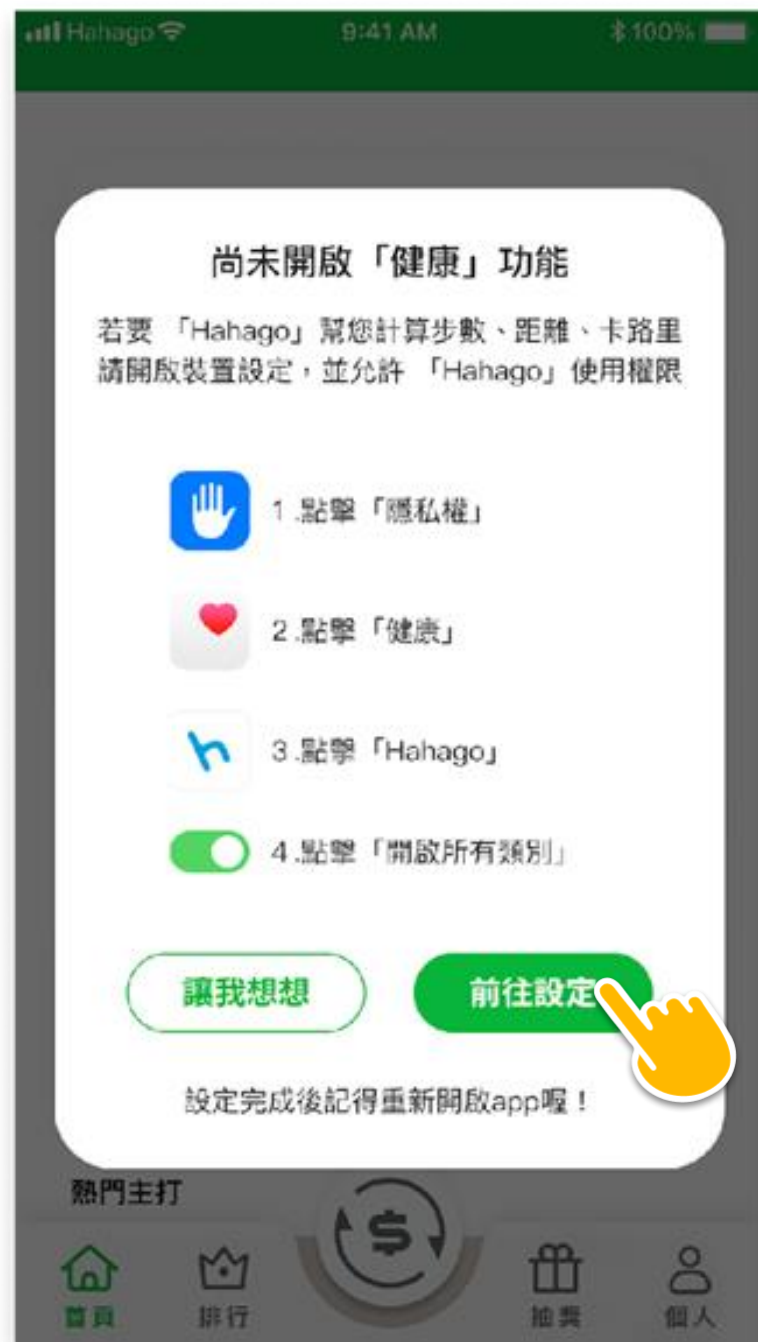 Hahago
9:41 AM
100%
尚未開啟「健康」功能
若要 「Hahago」幫您計算步數、距離、卡路里
請開啟裝置設定，並允許 「Hahago」使用權限
1 .點擊「隱私權」
2 .點擊「健康」
3 .點擊「Hahago」
4 .點擊「開啟所有類別」
讓我想想
前往設定
設定完成後記得重新開啟app喔！
熱門主打
首頁
排行
抽獎
個人